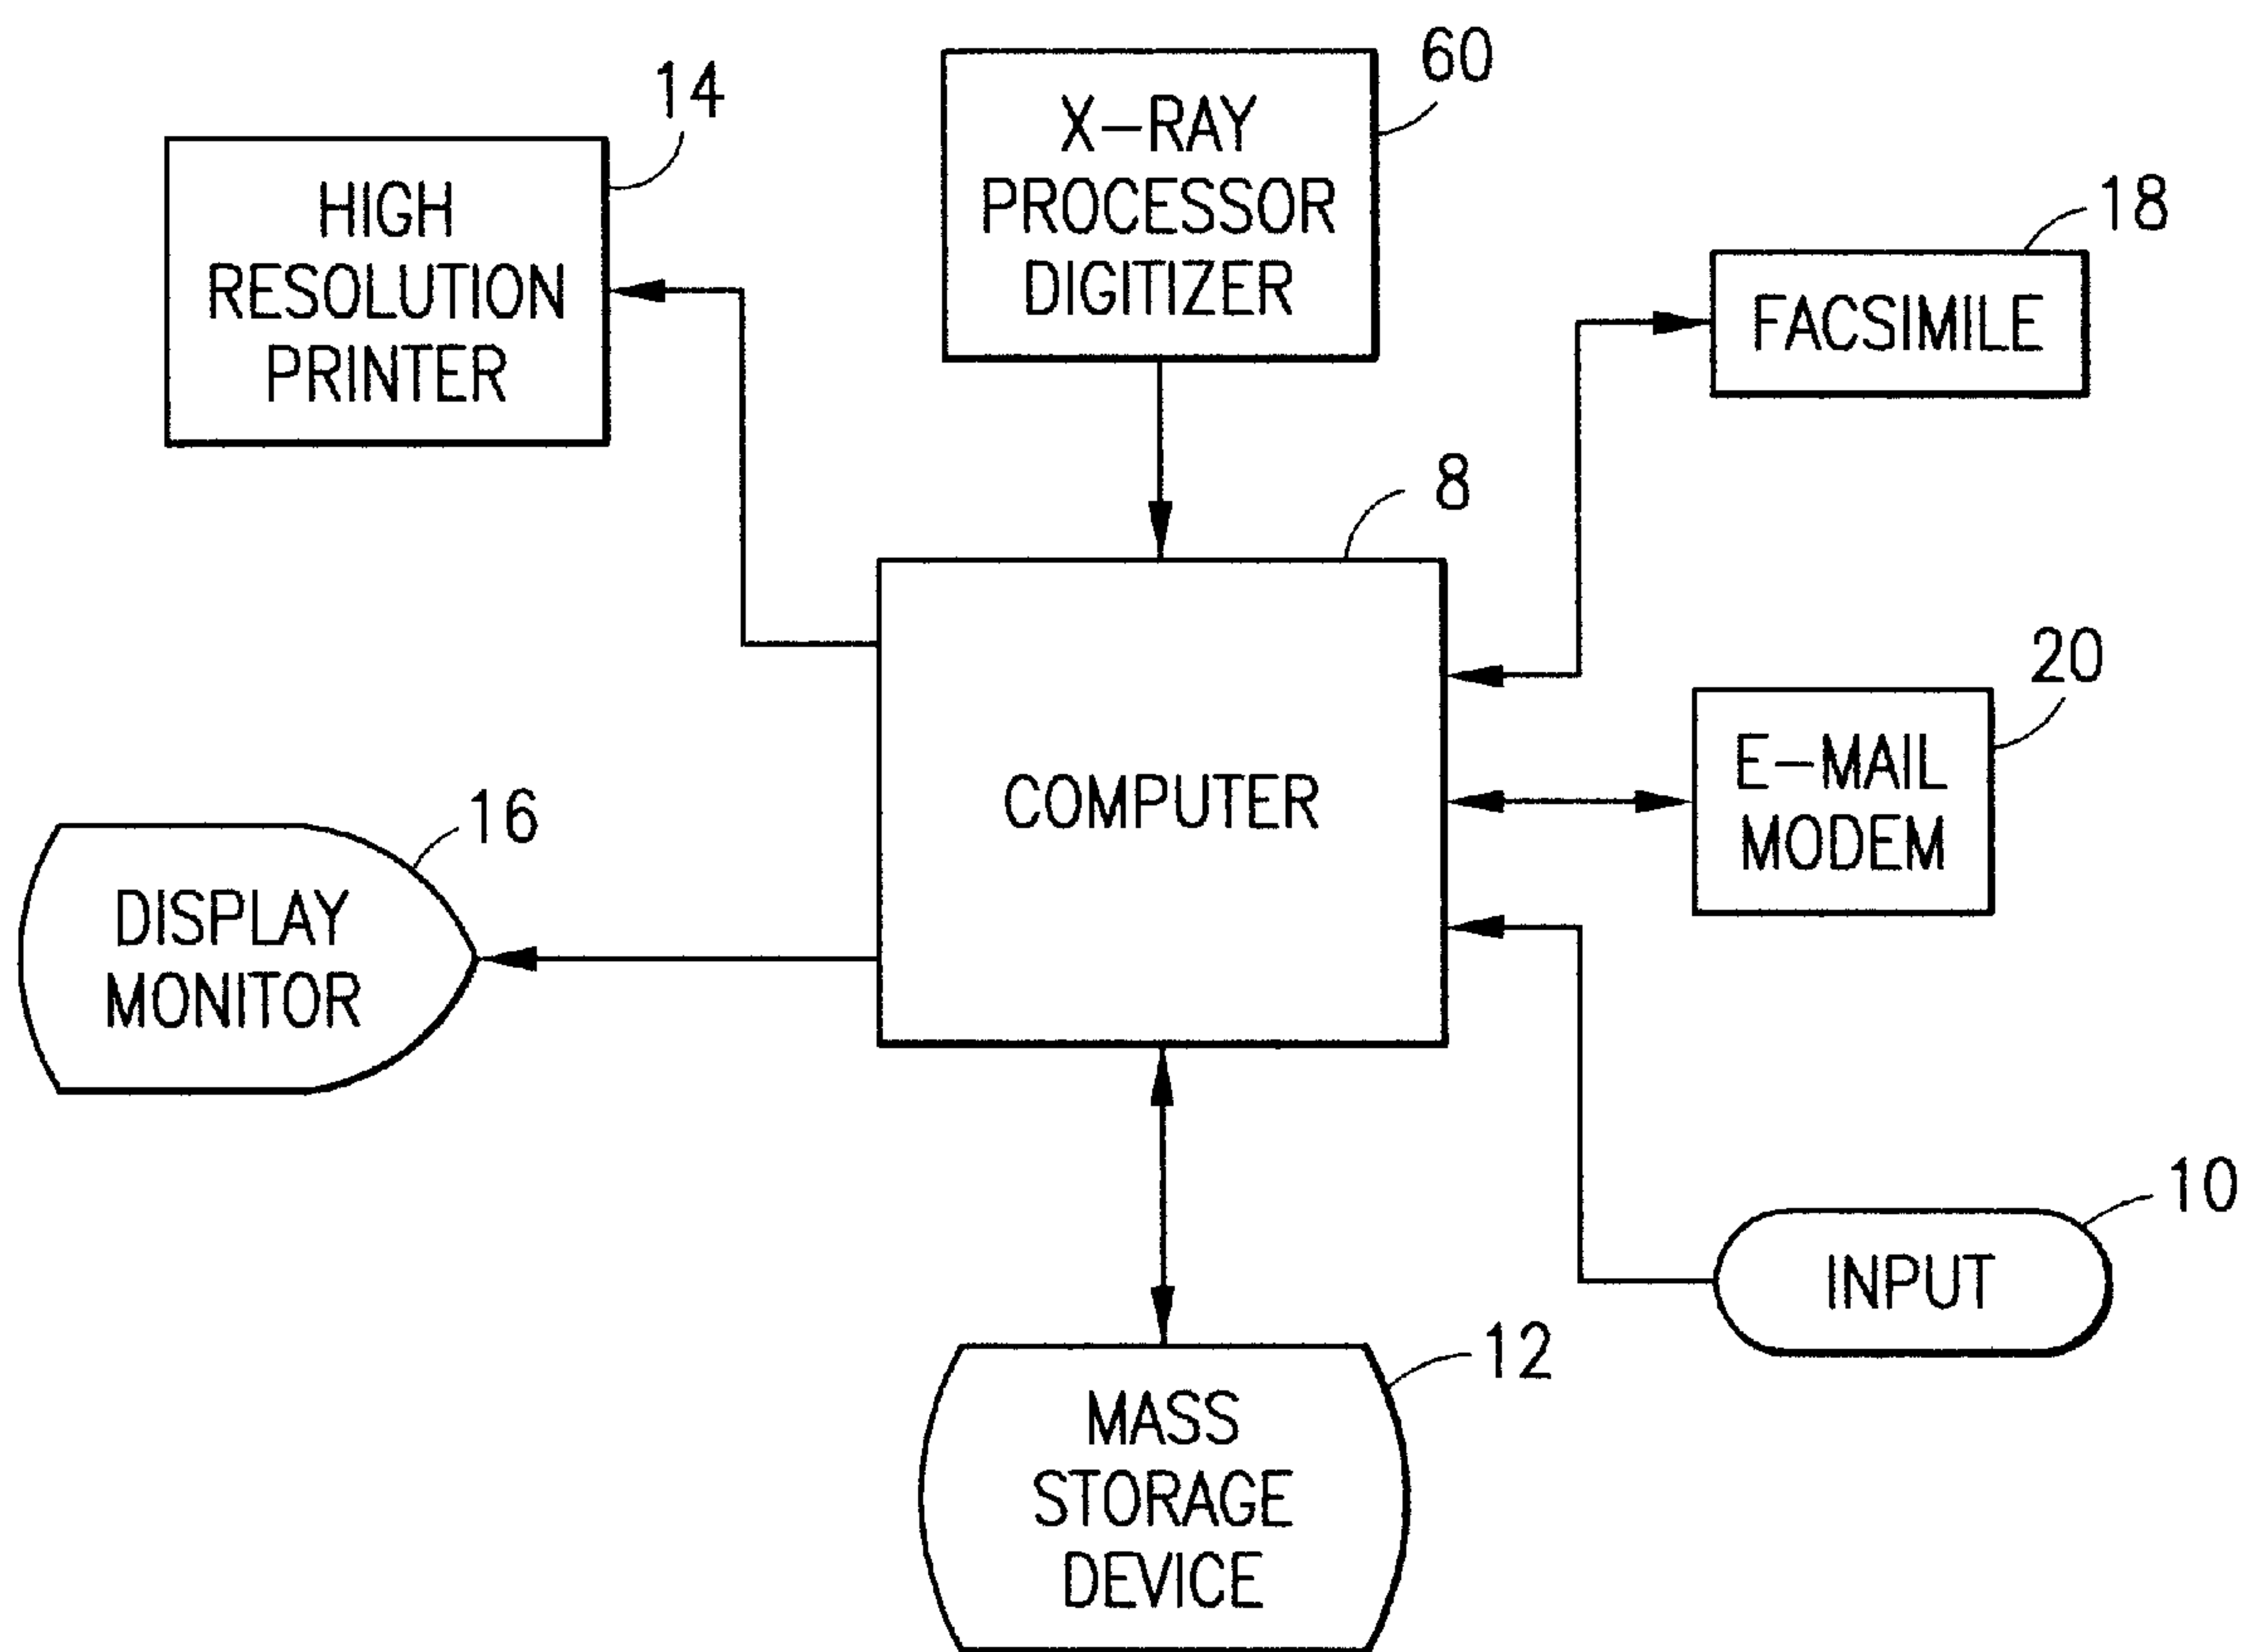 60
X-RAY
PROCESSOR
DIGITIZER
14
HIGH
RESOLUTION
PRINTER
18
FACSIMILE
8
COMPUTER
20
E-MAIL
MODEM
16
DISPLAY
MONITOR
10
INPUT
12
MASS
STORAGE
DEVICE